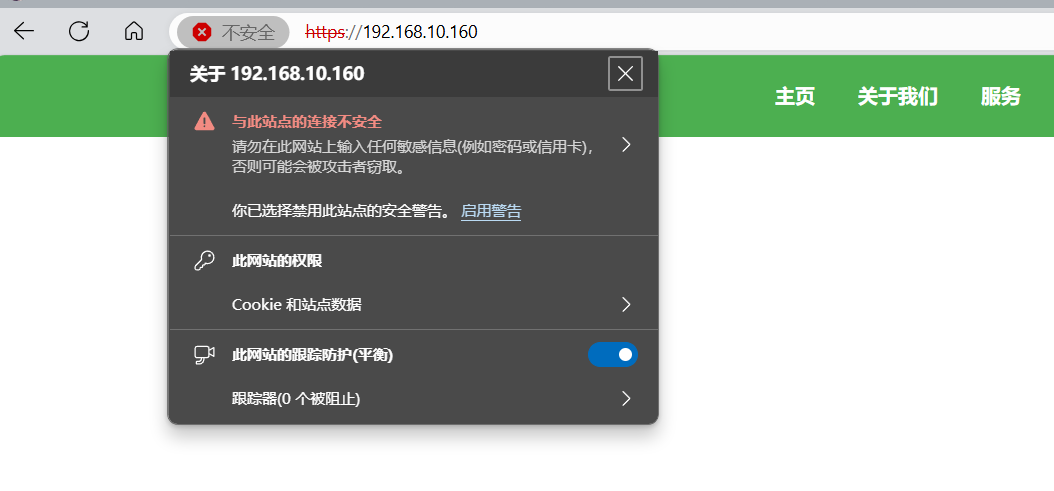 不安全 https://192.168.10.160
关于 192.168.10.160
主页 关于我们 服务
与此站点的连接不安全
请勿在此网站上输入任何敏感信息(例如密码或信用卡)，
否则可能会被攻击者窃取。
你已选择禁用此站点的安全警告。 启用警告
此网站的权限
Cookie 和站点数据
此网站的跟踪防护(平衡)
跟踪器(0 个被阻止)